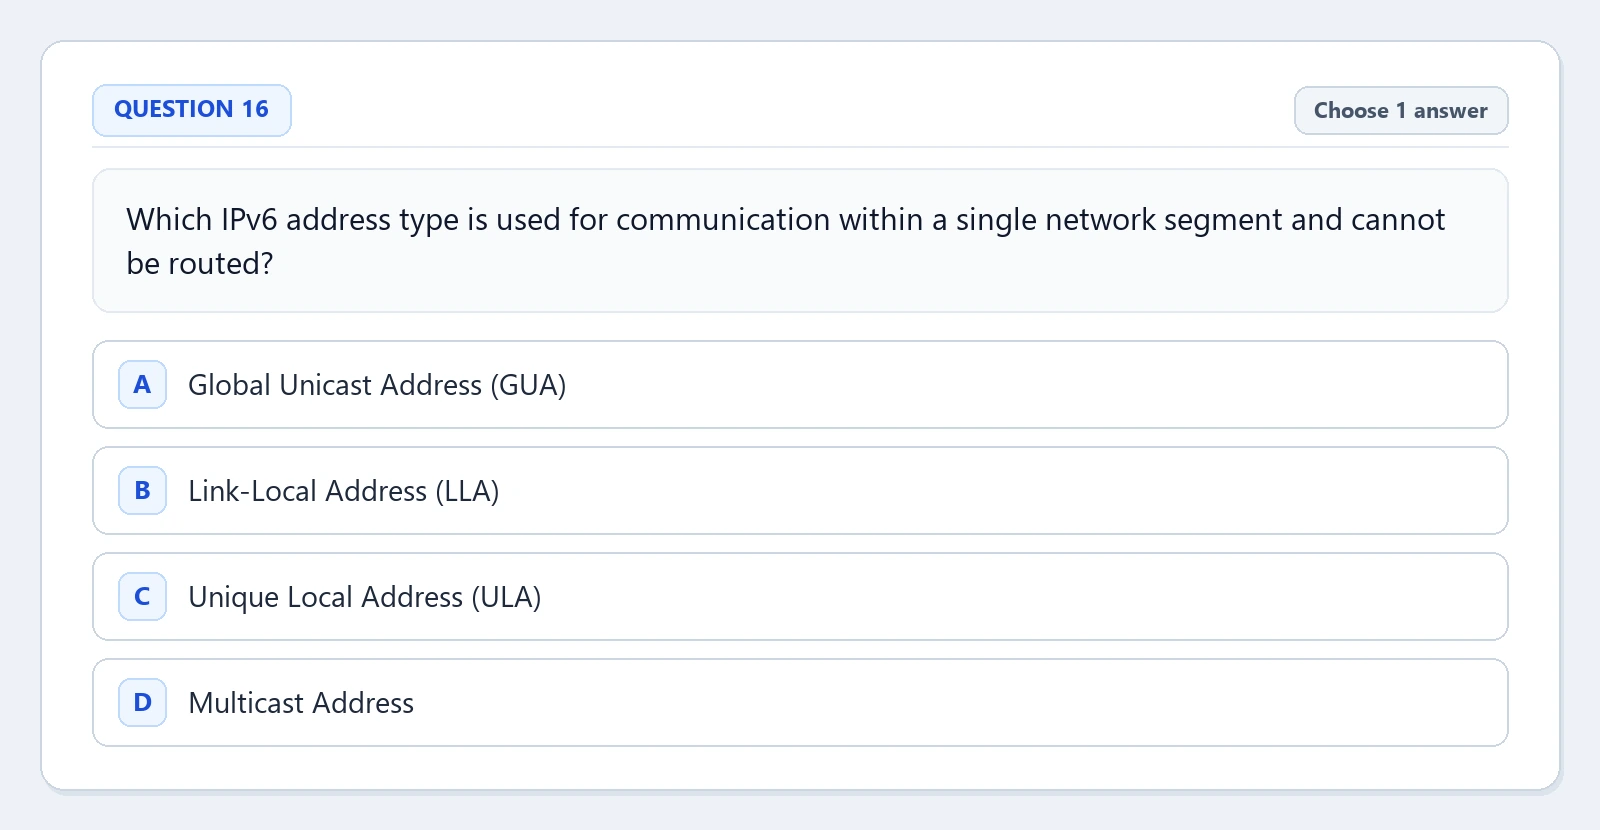 QUESTION 16
Choose 1 answer
Which IPv6 address type is used for communication within a single network segment and cannot
be routed?
A Global Unicast Address (GUA)
B Link-Local Address (LLA)
C Unique Local Address (ULA)
D Multicast Address